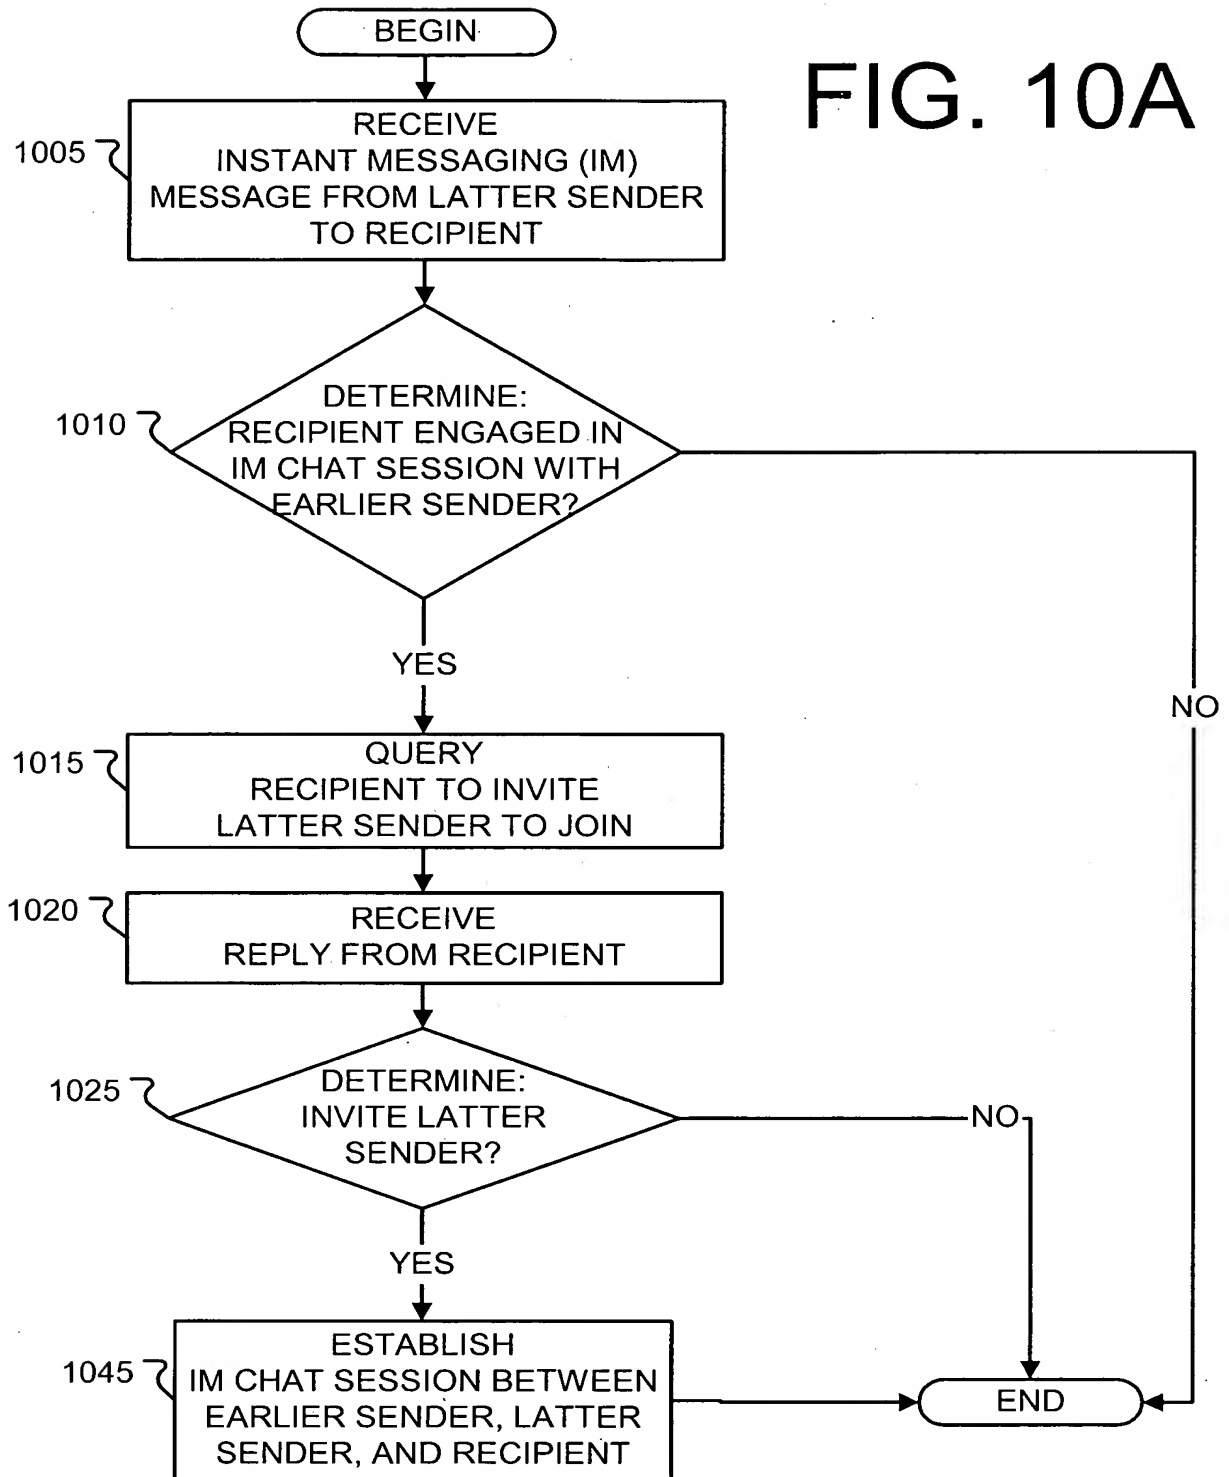 BEGIN
FIG. 10A
1005
RECEIVE
INSTANT MESSAGING (IM)
MESSAGE FROM LATTER SENDER
TO RECIPIENT
1010
DETERMINE:
RECIPIENT ENGAGED IN
IM CHAT SESSION WITH
EARLIER SENDER?
YES
NO
1015
QUERY
RECIPIENT TO INVITE
LATTER SENDER TO JOIN
1020
RECEIVE
REPLY FROM RECIPIENT
1025
DETERMINE:
INVITE LATTER
SENDER?
NO
YES
1045
ESTABLISH
IM CHAT SESSION BETWEEN
EARLIER SENDER, LATTER
SENDER, AND RECIPIENT
END